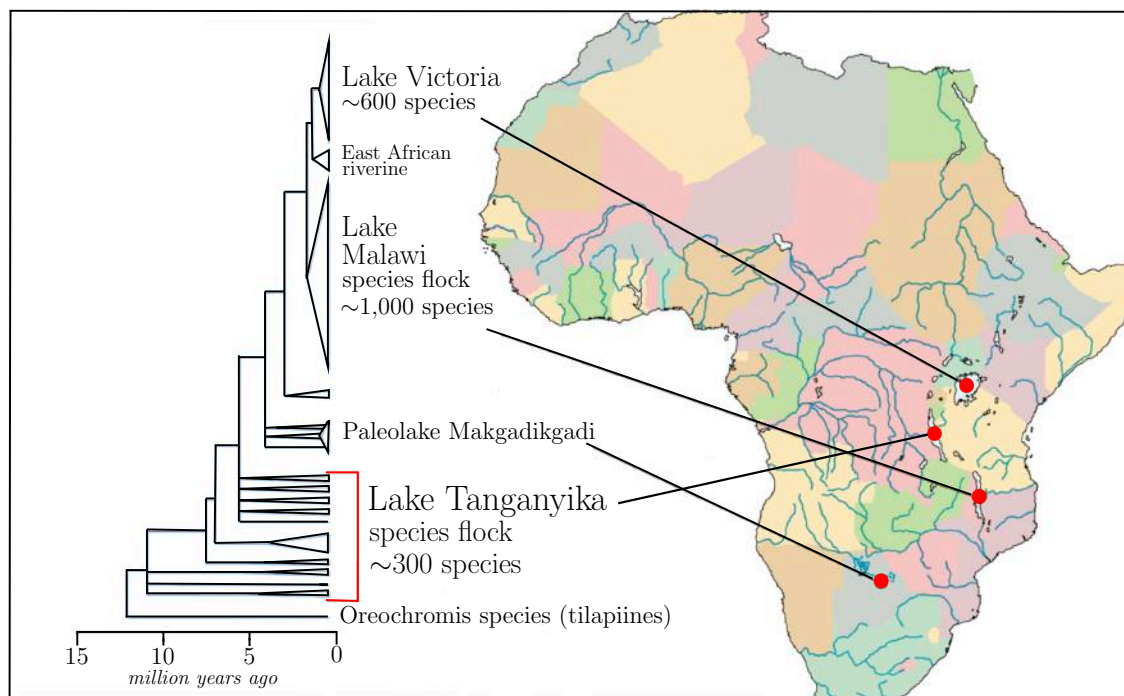 Lake Victoria
~600 species
East African
riverine
Lake
Malawi
species flock
~1,000 species
Paleolake Makgadikgadi
Lake Tanganyika
species flock
~300 species
Oreochromis species (tilapiines)
15 10 5 0
million years ago